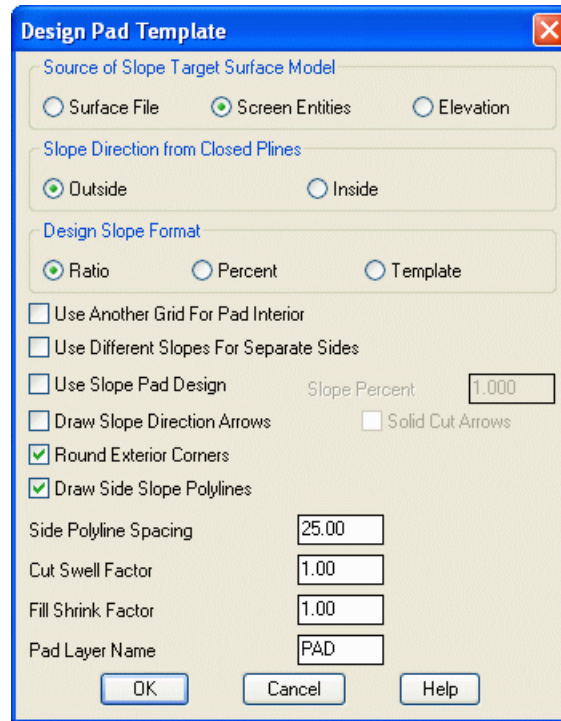 Design Pad Template
Source of Slope Target Surface Model
Surface File Screen Entities Elevation
Slope Direction from Closed Plines
Outside Inside
Design Slope Format
Ratio Percent Template
Use Another Grid For Pad Interior
Use Different Slopes For Separate Sides
Use Slope Pad Design Slope Percent 1.000
Draw Slope Direction Arrows Solid Cut Arrows
Round Exterior Corners
Draw Side Slope Polylines
Side Polyline Spacing 25.00
Cut Swell Factor 1.00
Fill Shrink Factor 1.00
Pad Layer Name PAD
OK Cancel Help